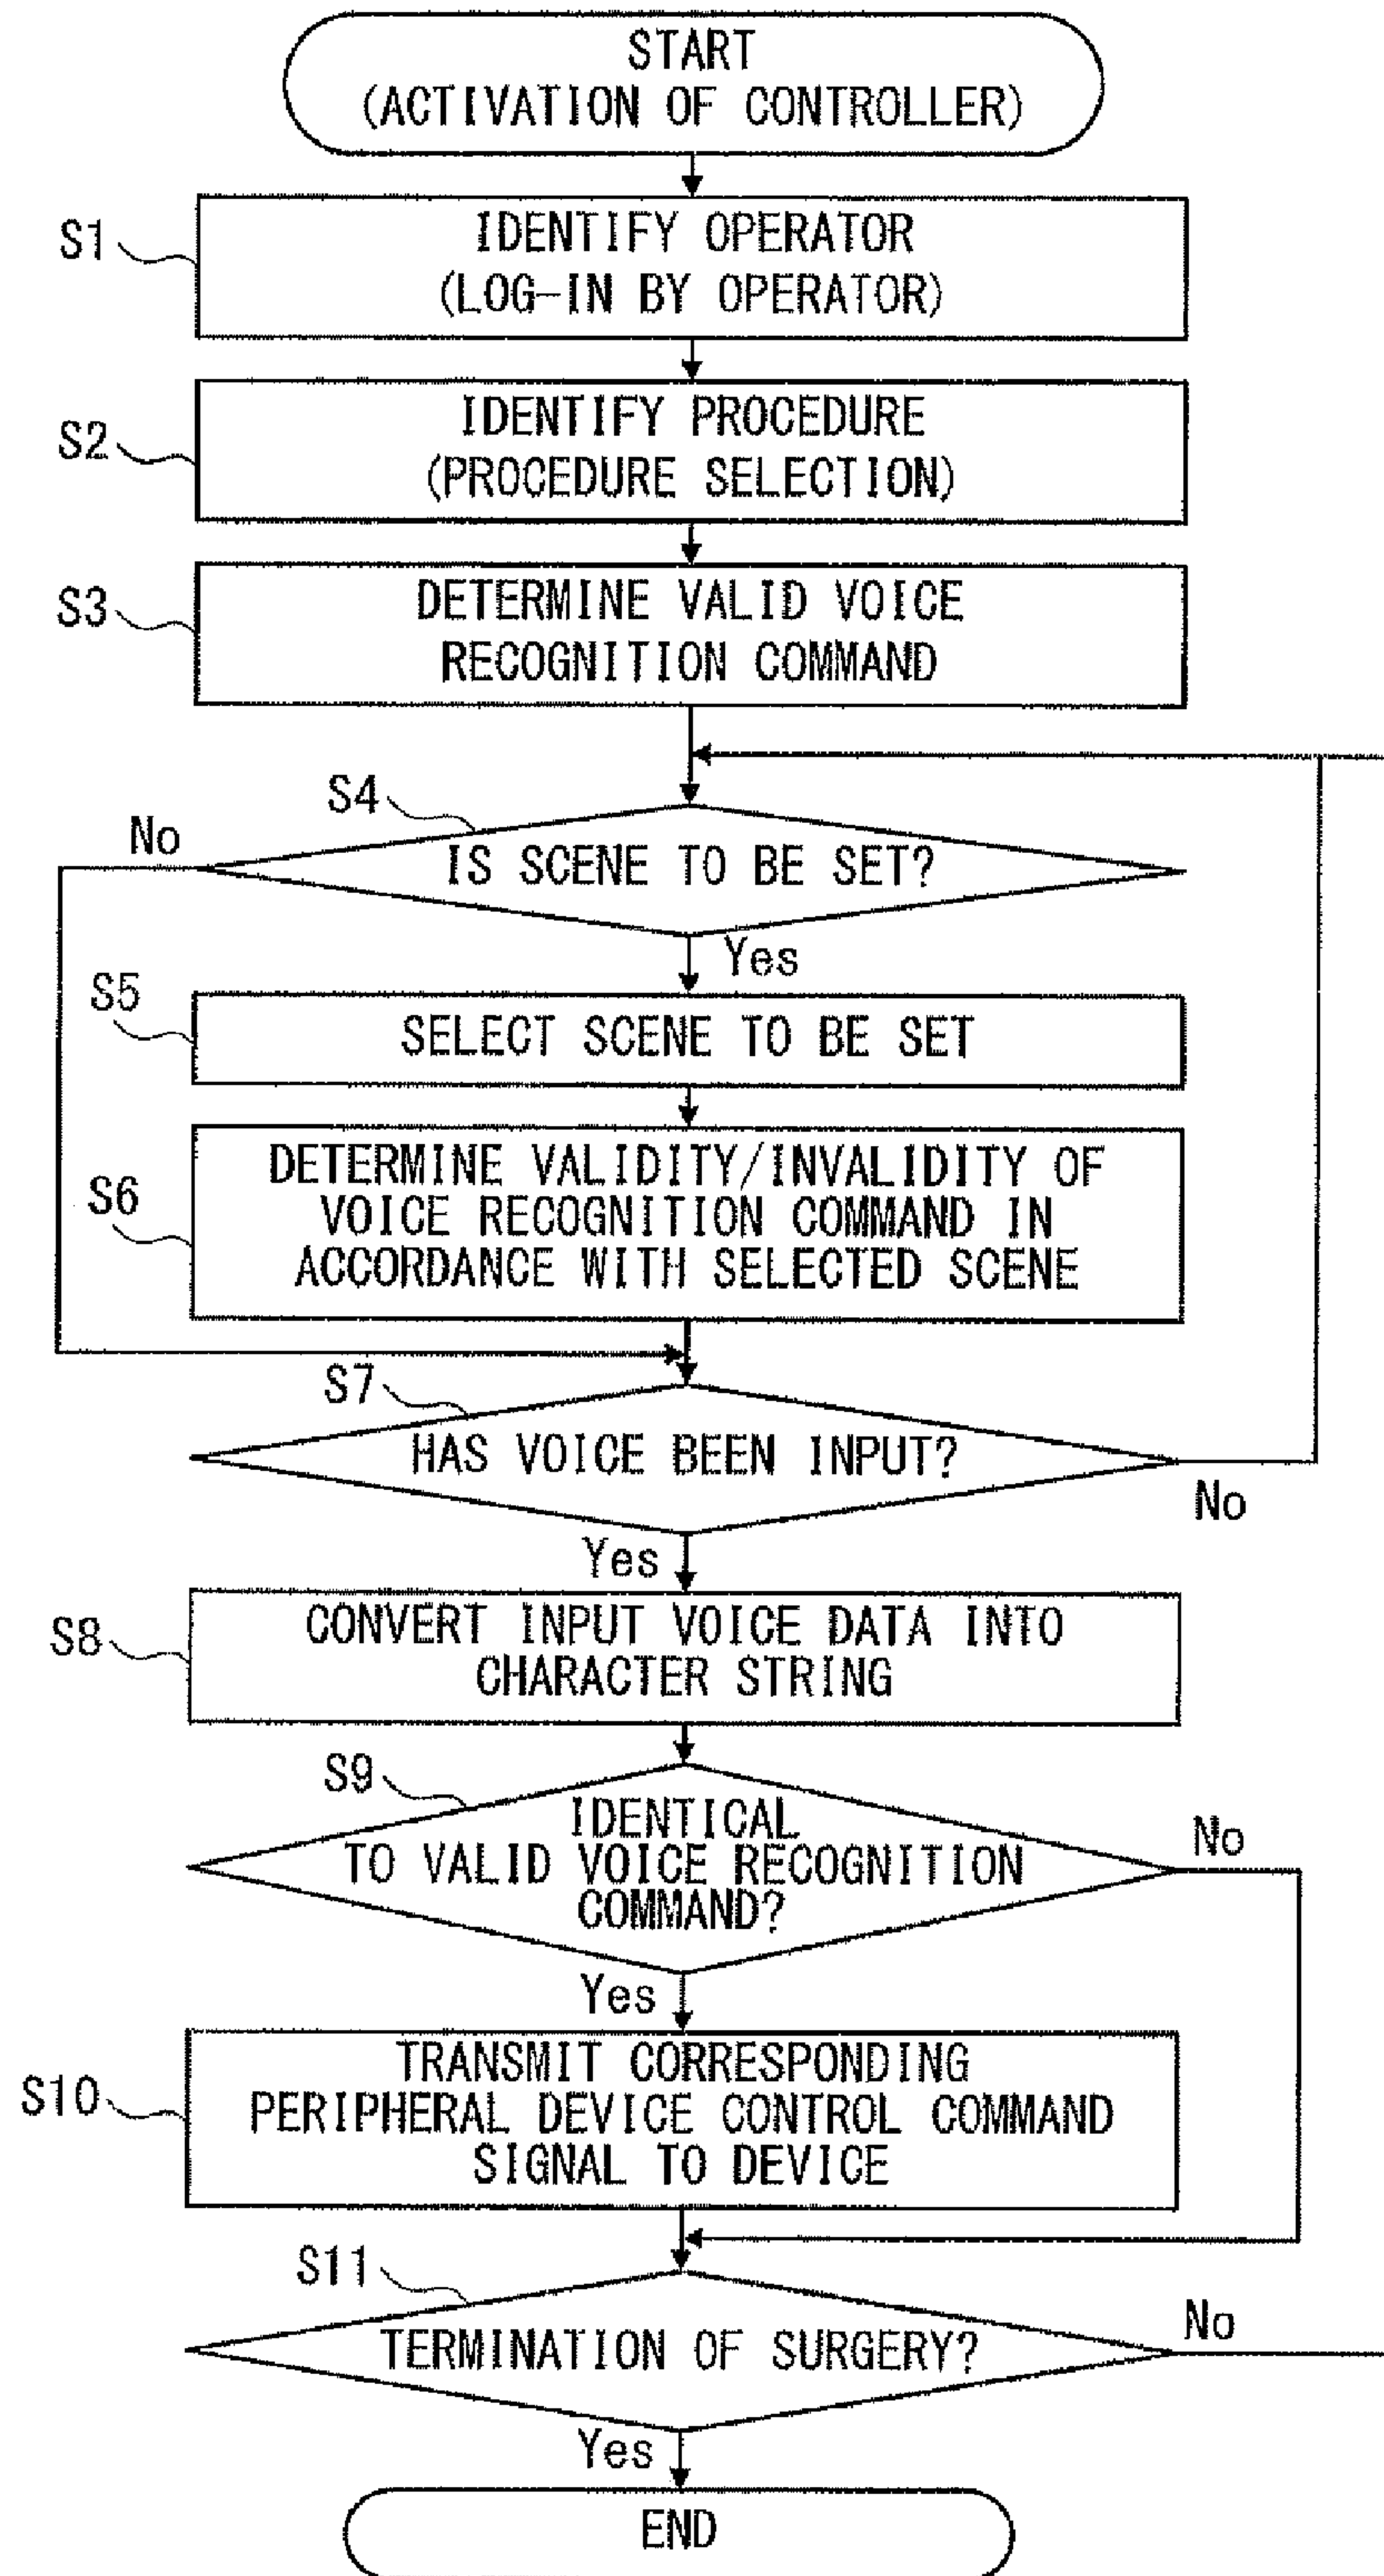 START
(ACTIVATION OF CONTROLLER)
S1
IDENTIFY OPERATOR
(LOG-IN BY OPERATOR)
S2
IDENTIFY PROCEDURE
(PROCEDURE SELECTION)
S3
DETERMINE VALID VOICE
RECOGNITION COMMAND
S4
No
IS SCENE TO BE SET?
Yes
S5
SELECT SCENE TO BE SET
S6
DETERMINE VALIDITY/INVALIDITY OF
VOICE RECOGNITION COMMAND IN
ACCORDANCE WITH SELECTED SCENE
S7
HAS VOICE BEEN INPUT?
No
Yes
S8
CONVERT INPUT VOICE DATA INTO
CHARACTER STRING
S9
IDENTICAL
TO VALID VOICE RECOGNITION
COMMAND?
No
Yes
S10
TRANSMIT CORRESPONDING
PERIPHERAL DEVICE CONTROL COMMAND
SIGNAL TO DEVICE
S11
TERMINATION OF SURGERY?
No
Yes
END